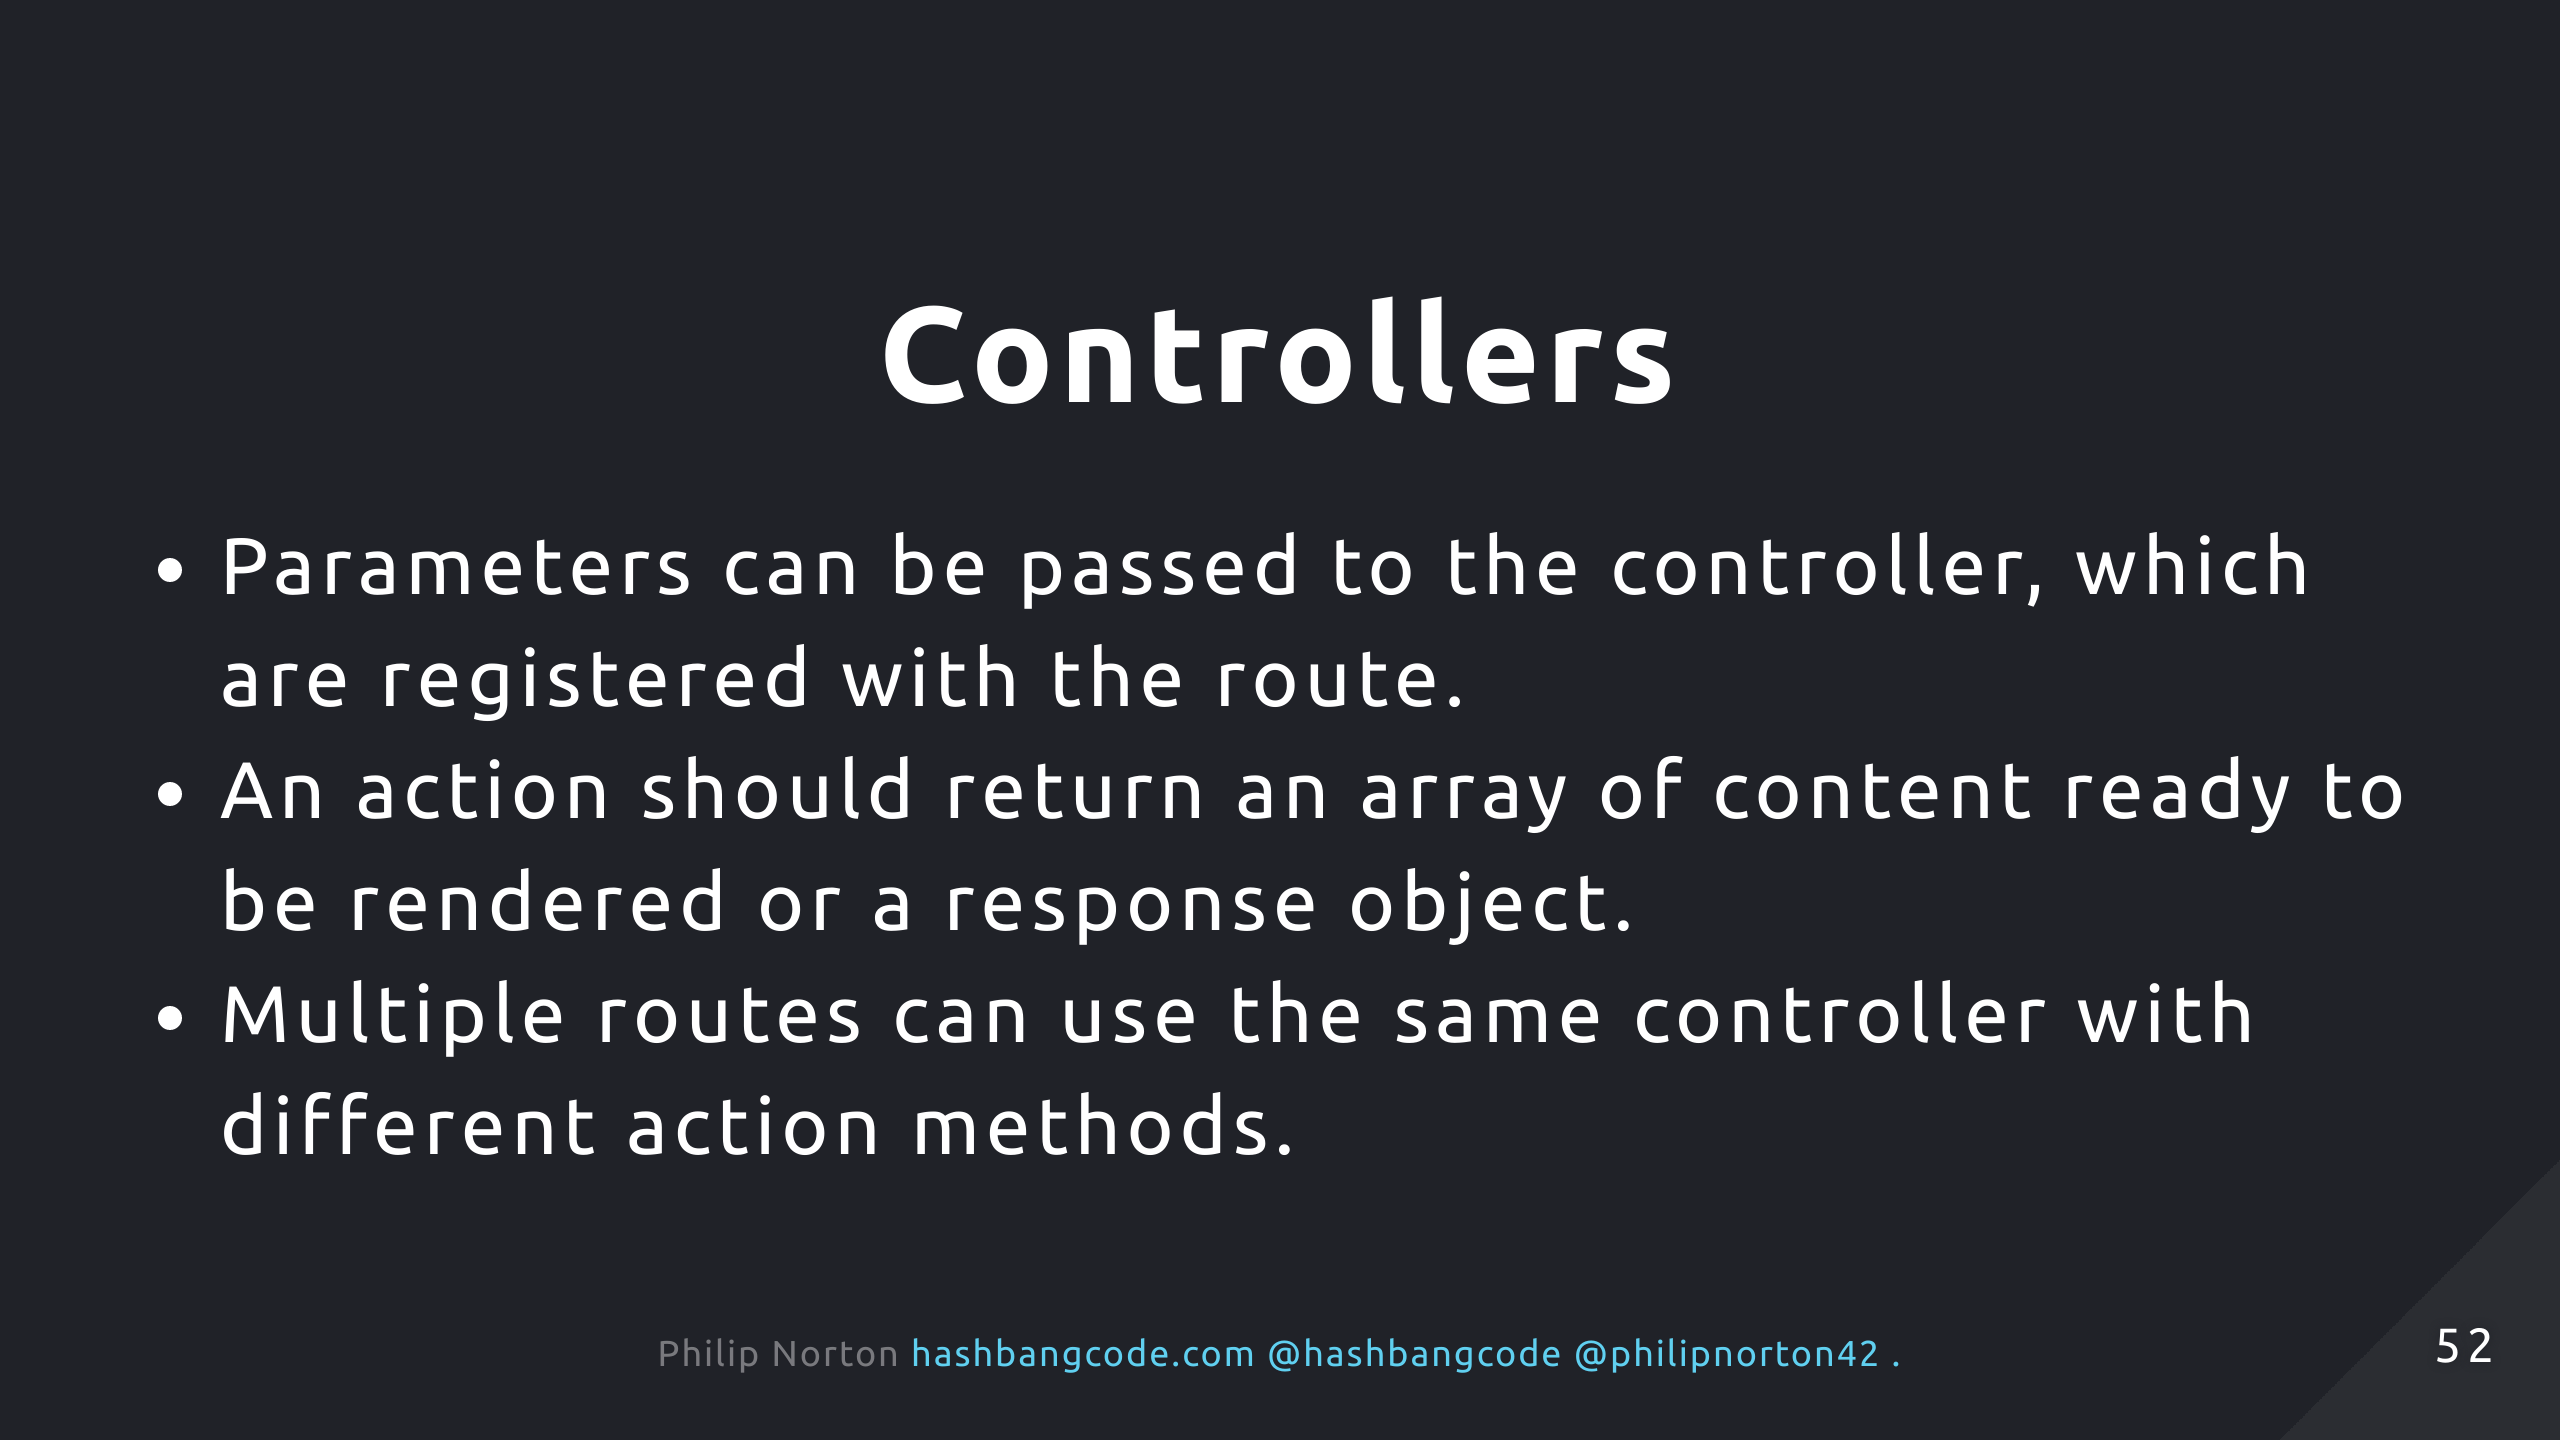 Controllers
• Parameters can be passed to the controller, which
are registered with the route.
• An action should return an array of content ready to
be rendered or a response object.
• Multiple routes can use the same controller with
different action methods.
Philip Norton hashbangcode.com @hashbangcode @philipnorton42 .
52